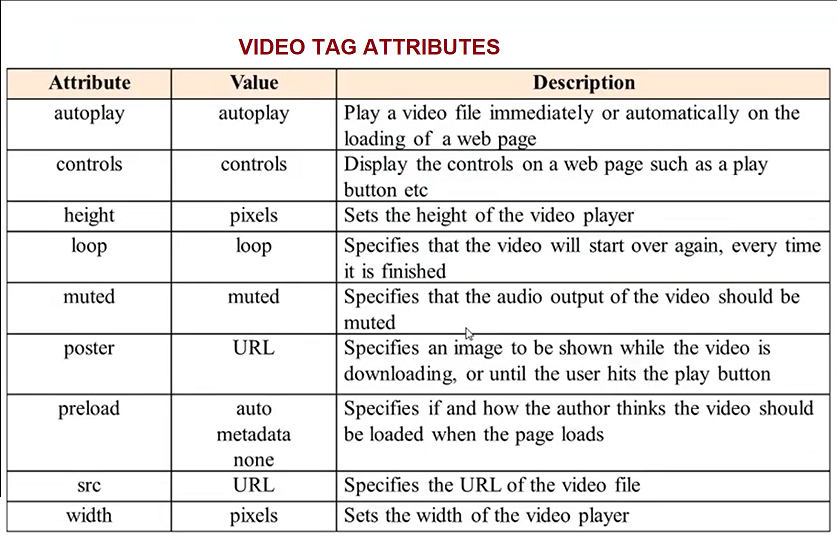 VIDEO TAG ATTRIBUTES
Attribute Value Description
autoplay autoplay Play a video file immediately or automatically on the
loading of a web page
controls controls Display the controls on a web page such as a play
button etc
height pixels Sets the height of the video player
loop loop Specifies that the video will start over again, every time
it is finished
muted muted Specifies that the audio output of the video should be
muted
poster URL Specifies an image to be shown while the video is
downloading, or until the user hits the play button
preload auto Specifies if and how the author thinks the video should
metadata be loaded when the page loads
none
src URL Specifies the URL of the video file
width pixels Sets the width of the video player